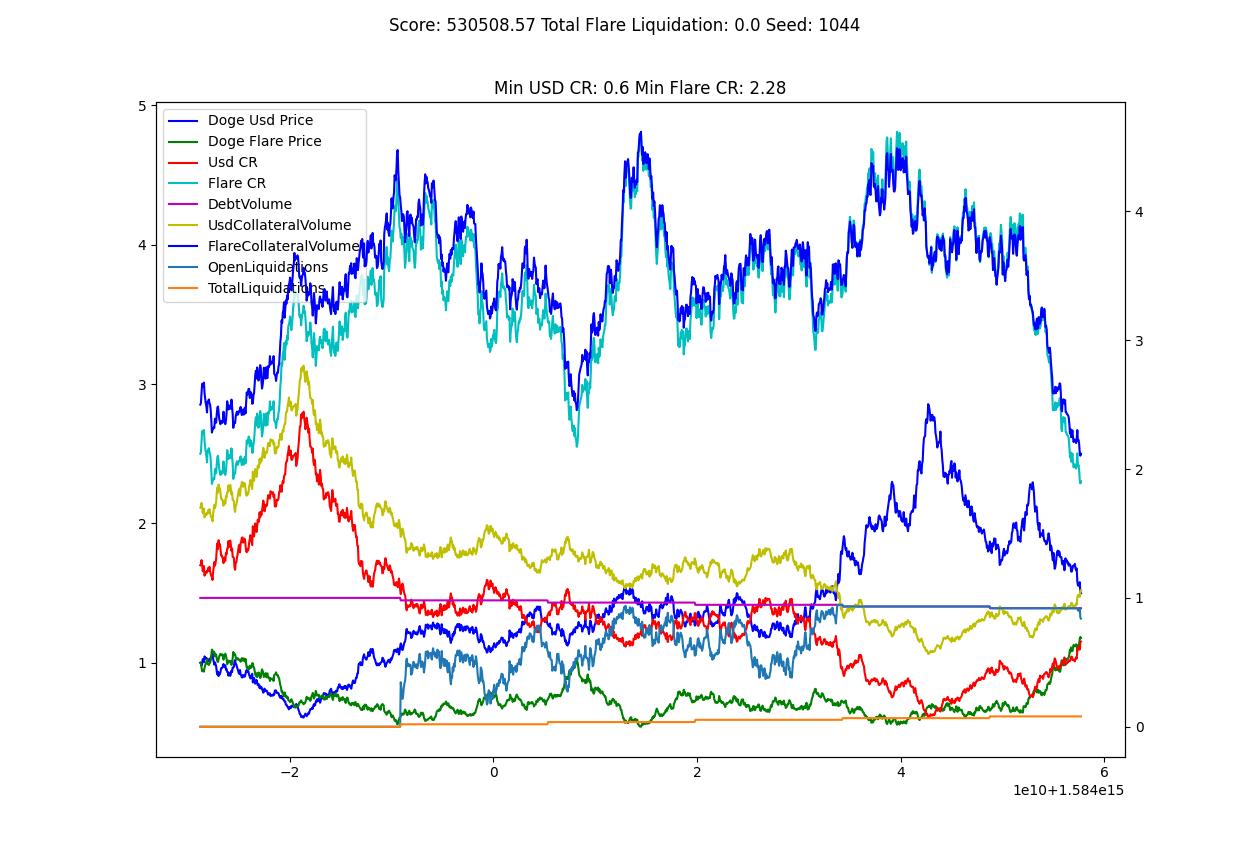 Score: 530508.57 Total Flare Liquidation: 0.0 Seed: 1044
Min USD CR: 0.6 Min Flare CR: 2.28
Doge Usd Price
Doge Flare Price
Usd CR
Flare CR
DebtVolume
UsdCollateralVolume
FlareCollateralVolume
OpenLiquidations
TotalLiquidations
5
4
3
2
1
4
3
2
1
0
−2
0
2
4
6
1e10+1.584e15